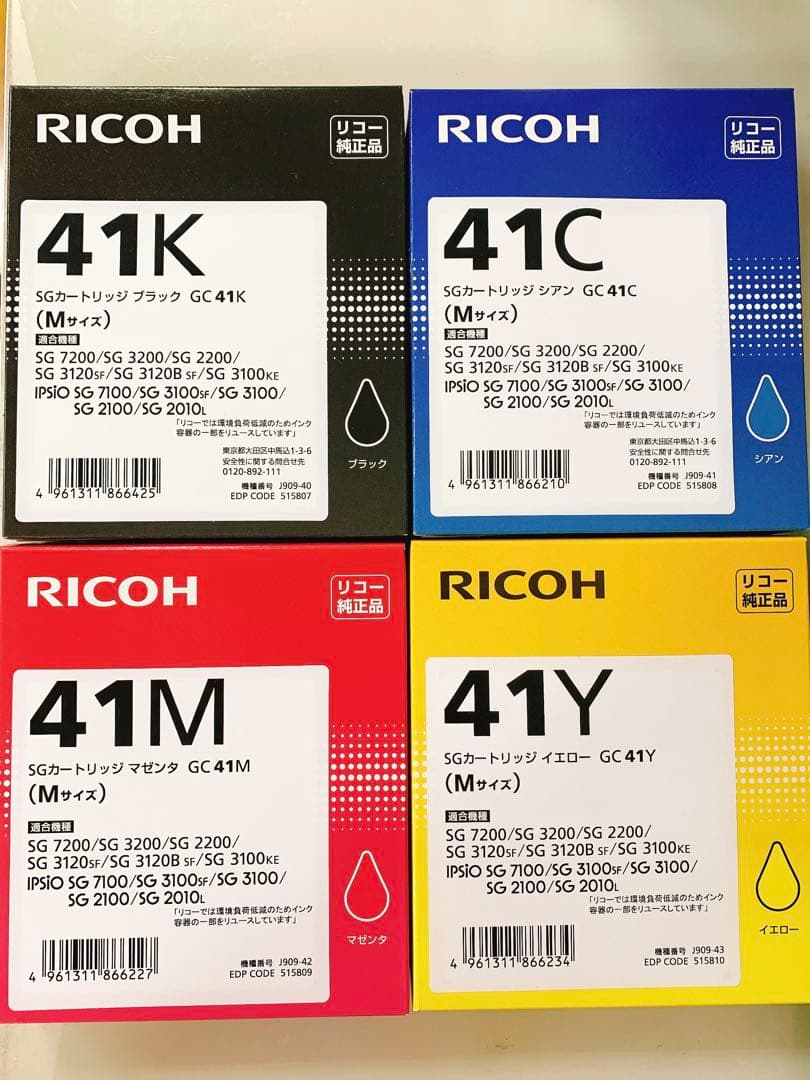 RICOH
リコー
純正品
41K
SGカートリッジ ブラック GC 41K
(Mサイズ)
適合機種
SG 7200/SG 3200/SG 2200/
SG 3120SF/SG 3120B SF/SG 3100KE
IPSiO SG 7100/SG 3100SF/SG 3100/
SG 2100/SG 2010L
「リコーでは環境負荷低減のためインク
容器の一部をリユースしています」
東京都大田区中馬込1-3-6
安全性に関する問合せ先
0120-892-111
4 961311 866425
機種番号 J909-40
EDP CODE 515807
ブラック
RICOH
リコー
純正品
41C
SGカートリッジ シアン GC 41C
(Mサイズ)
適合機種
SG 7200/SG 3200/SG 2200/
SG 3120SF/SG 3120B SF/SG 3100KE
IPSiO SG 7100/SG 3100SF/SG 3100/
SG 2100/SG 2010L
「リコーでは環境負荷低減のためインク
容器の一部をリユースしています」
東京都大田区中馬込1-3-6
安全性に関する問合せ先
0120-892-111
4 961311 866210
機種番号 J909-41
EDP CODE 515808
シアン
RICOH
リコー
純正品
41M
SGカートリッジ マゼンタ GC 41M
(Mサイズ)
適合機種
SG 7200/SG 3200/SG 2200/
SG 3120SF/SG 3120B SF/SG 3100KE
IPSiO SG 7100/SG 3100SF/SG 3100/
SG 2100/SG 2010L
「リコーでは環境負荷低減のためインク
容器の一部をリユースしています」
4 961311 866227
機種番号 J909-42
EDP CODE 515809
マゼンタ
RICOH
リコー
純正品
41Y
SGカートリッジ イエロー GC 41Y
(Mサイズ)
適合機種
SG 7200/SG 3200/SG 2200/
SG 3120SF/SG 3120B SF/SG 3100KE
IPSiO SG 7100/SG 3100SF/SG 3100/
SG 2100/SG 2010L
「リコーでは環境負荷低減のためインク
容器の一部をリユースしています」
4 961311 866234
機種番号 J909-43
EDP CODE 515810
イエロー